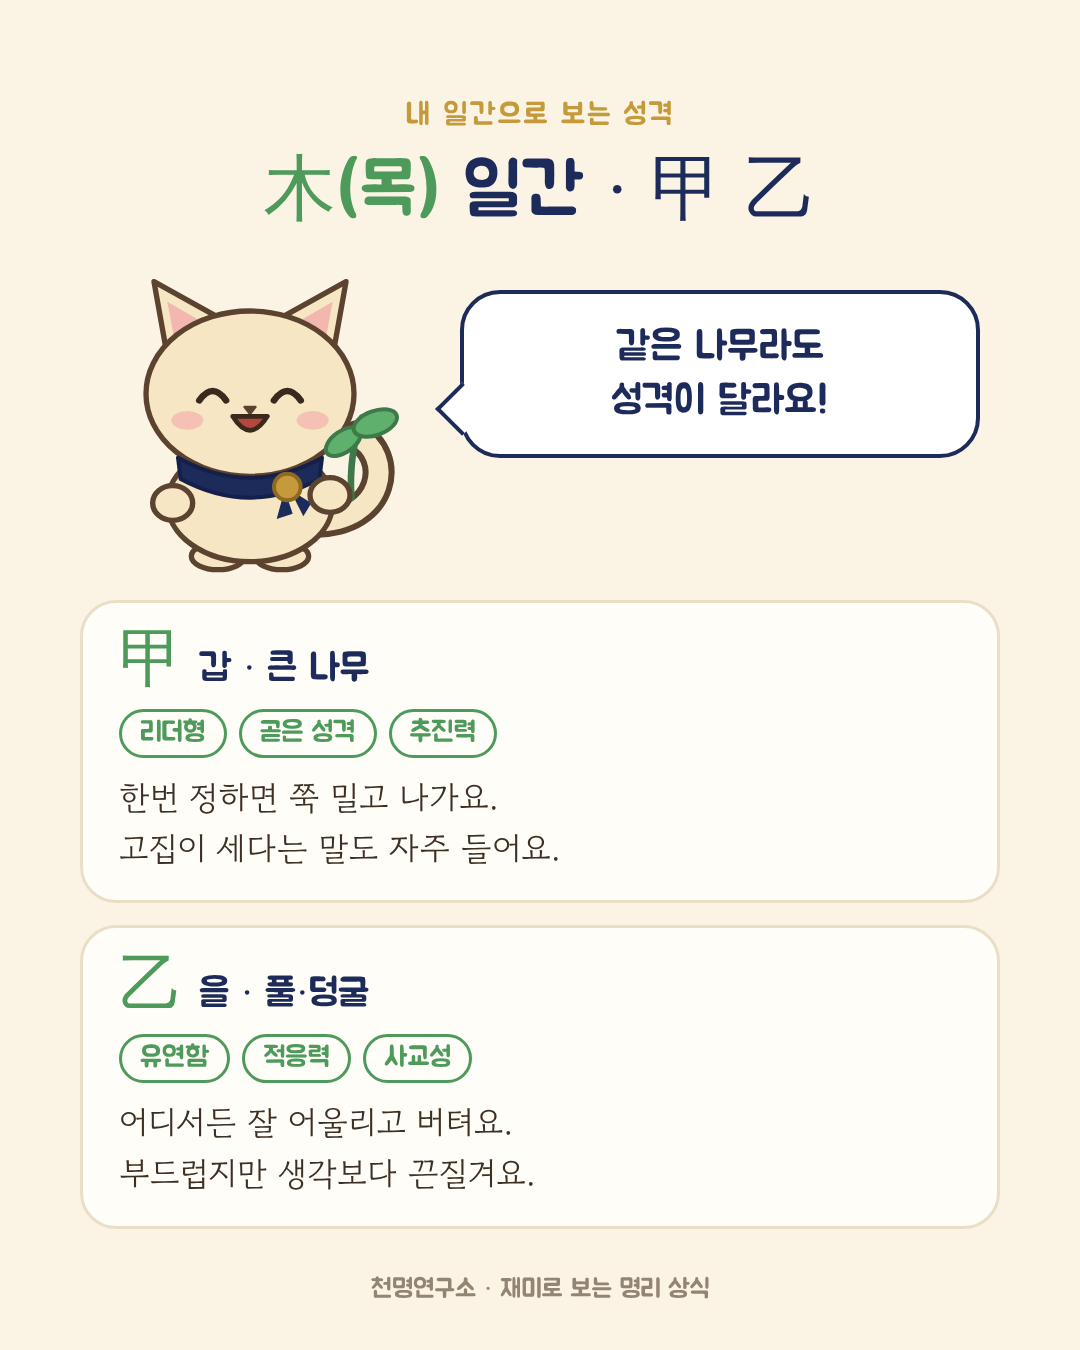 내 일간으로 보는 성격
木(목) 일간 · 甲 乙
같은 나무라도
성격이 달라요!
甲 갑 · 큰 나무
리더형 곧은 성격 추진력
한번 정하면 쭉 밀고 나가요.
고집이 세다는 말도 자주 들어요.
乙 을 · 풀·덩굴
유연함 적응력 사교성
어디서든 잘 어울리고 버텨요.
부드럽지만 생각보다 끈질겨요.
천명연구소 · 재미로 보는 명리 상식